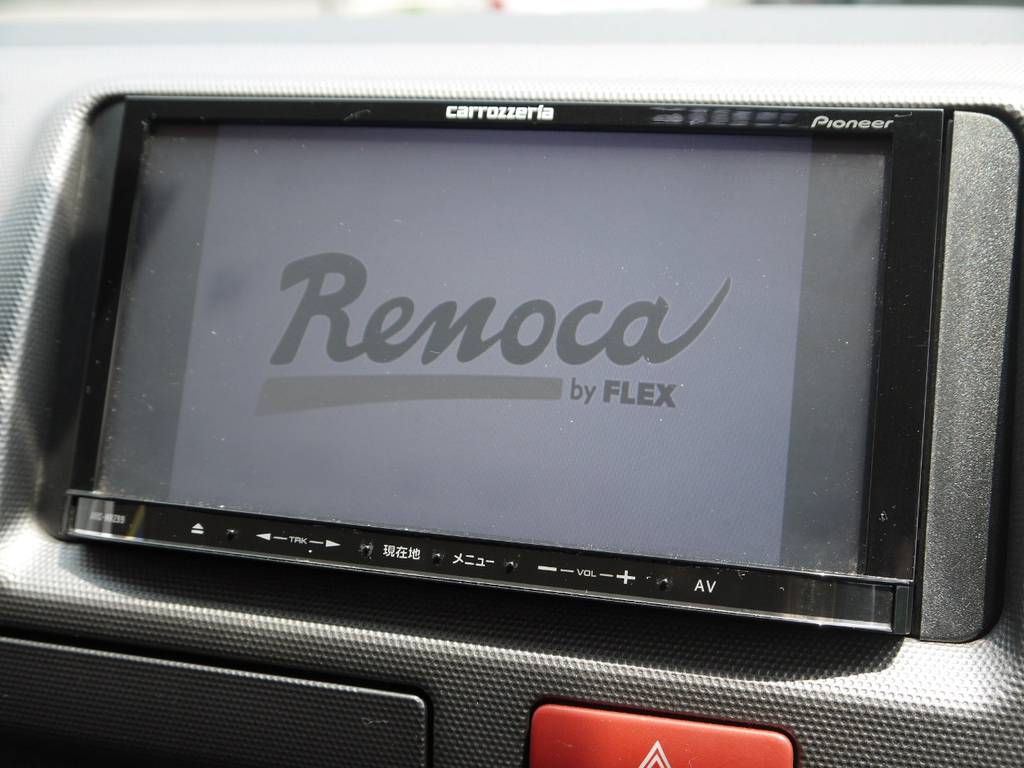 carrozzeria
Pioneer
Renoca
by FLEX
TRK 現在地 メニュー VOL AV